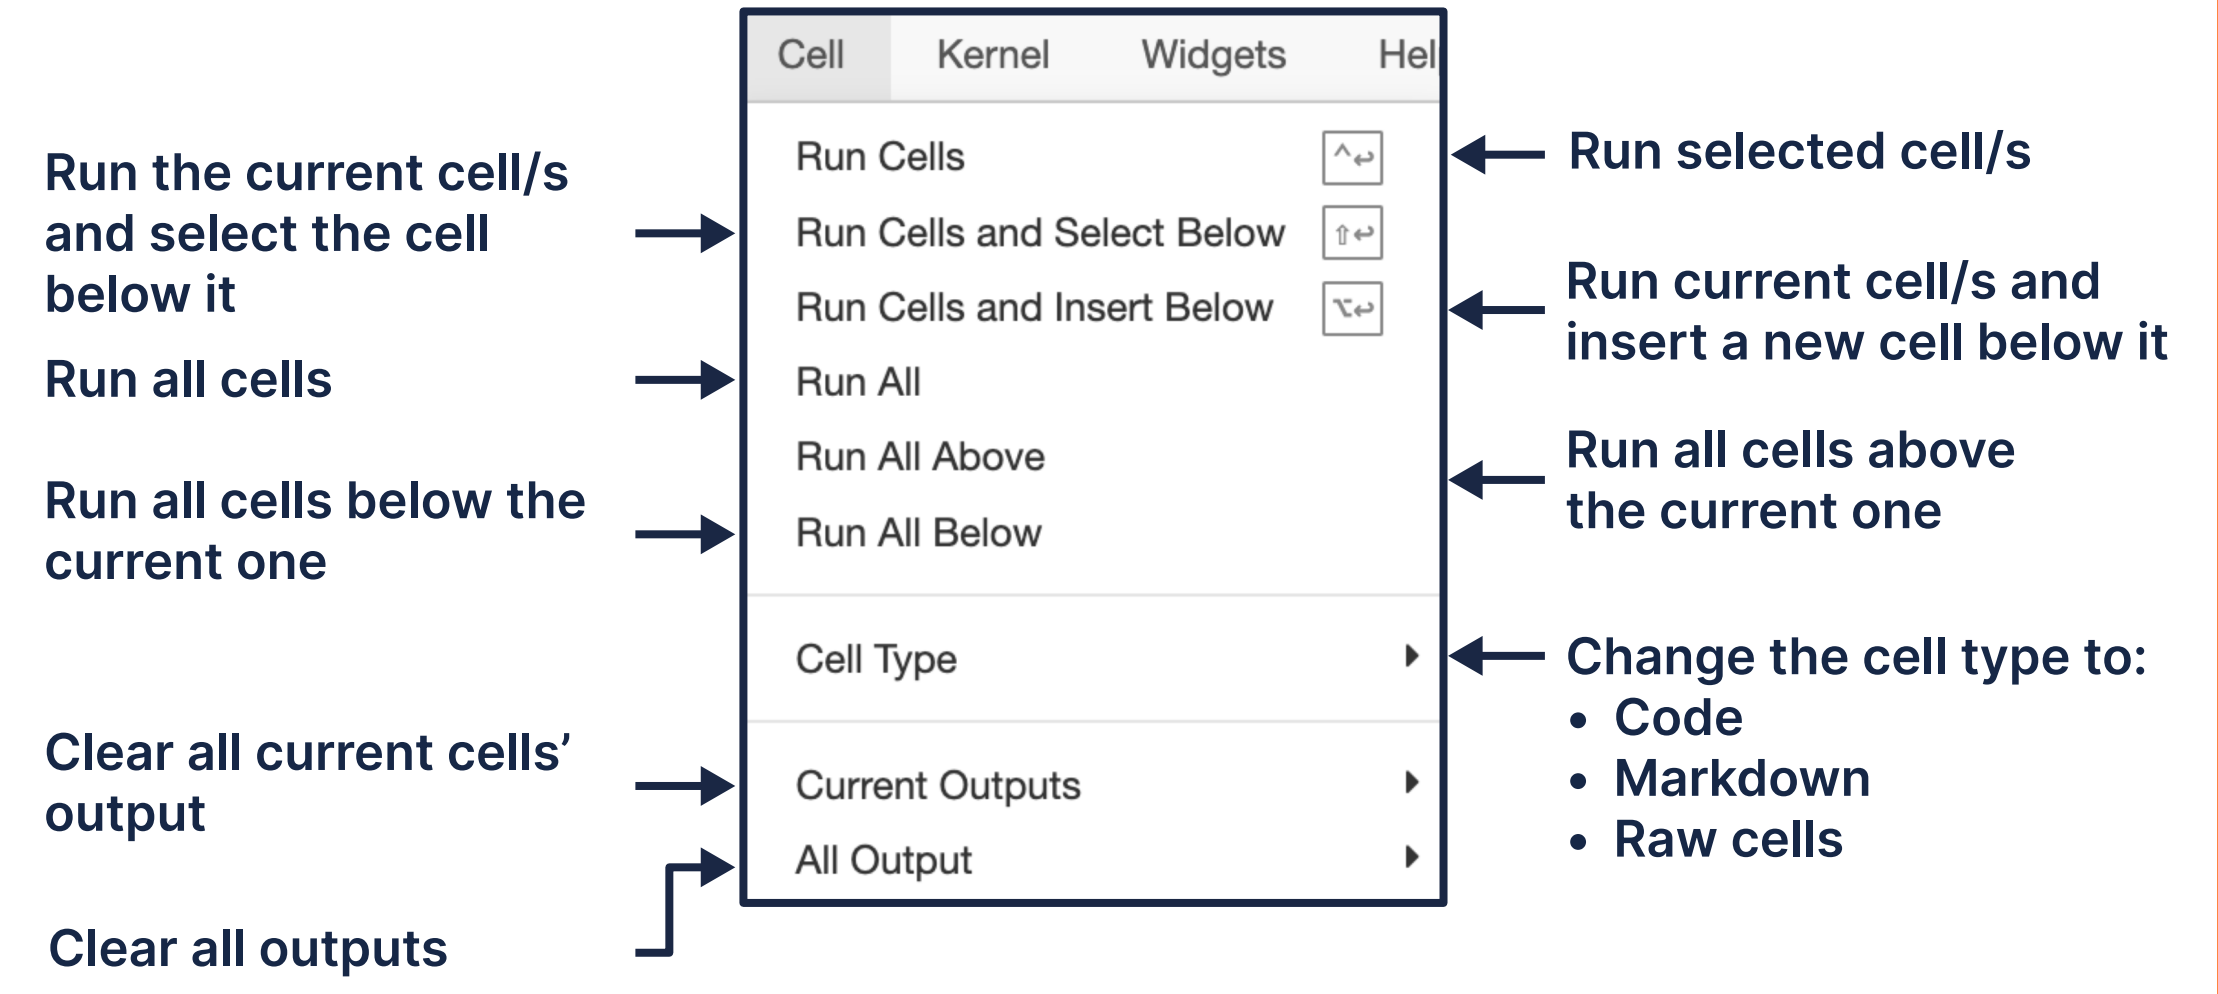 Cell Kernel Widgets Hel
Run Cells ^↩
Run Cells and Select Below ⇧↩
Run Cells and Insert Below ⌥↩
Run All
Run All Above
Run All Below
Cell Type
Current Outputs
All Output
Run the current cell/s
and select the cell
below it
Run all cells
Run all cells below the
current one
Clear all current cells’
output
Clear all outputs
Run selected cell/s
Run current cell/s and
insert a new cell below it
Run all cells above
the current one
Change the cell type to:
• Code
• Markdown
• Raw cells